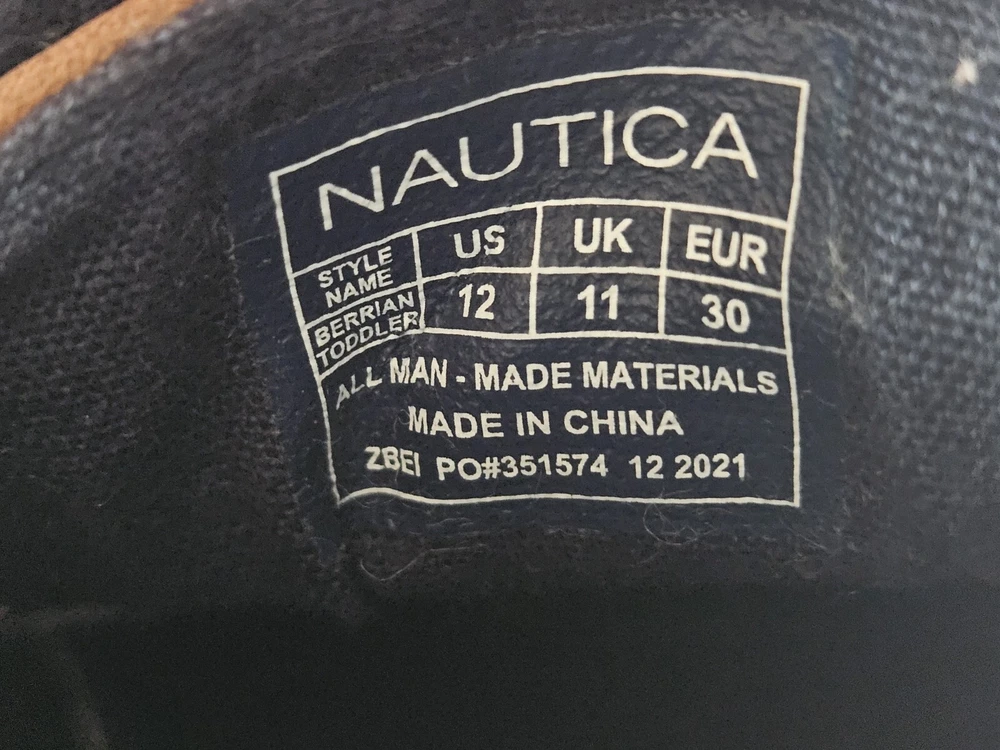 NAUTICA
STYLE NAME US UK EUR
BERRIAN TODDLER 12 11 30
ALL MAN - MADE MATERIALS
MADE IN CHINA
ZBEI PO#351574 12 2021